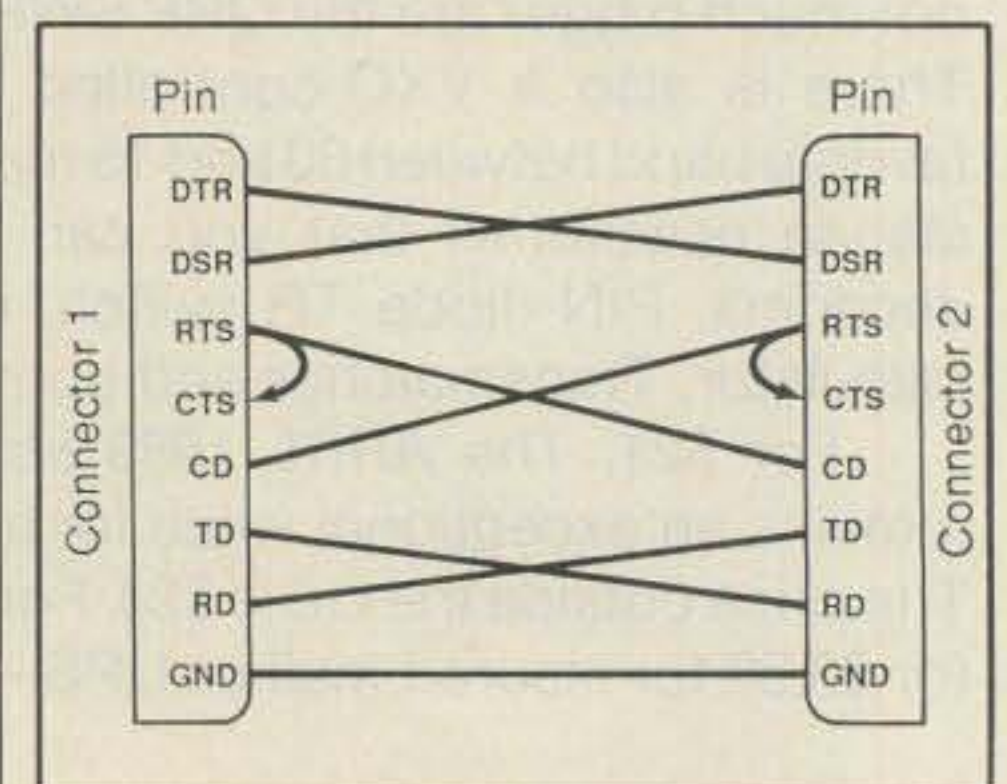 Pin
Pin
Connector 1
DTR
DSR
RTS
CTS
CD
TD
RD
GND
DTR
DSR
RTS
CTS
CD
TD
RD
GND
Connector 2